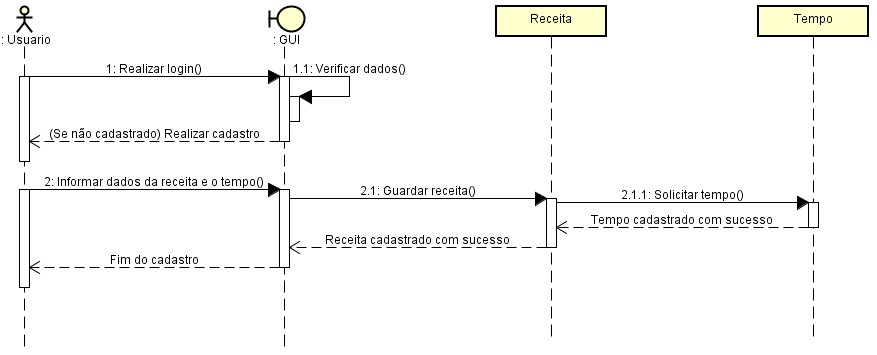 Receita
Tempo
: Usuario
: GUI
1: Realizar login()
1.1: Verificar dados()
(Se não cadastrado) Realizar cadastro
2: Informar dados da receita e o tempo()
2.1: Guardar receita()
2.1.1: Solicitar tempo()
Tempo cadastrado com sucesso
Receita cadastrado com sucesso
Fim do cadastro